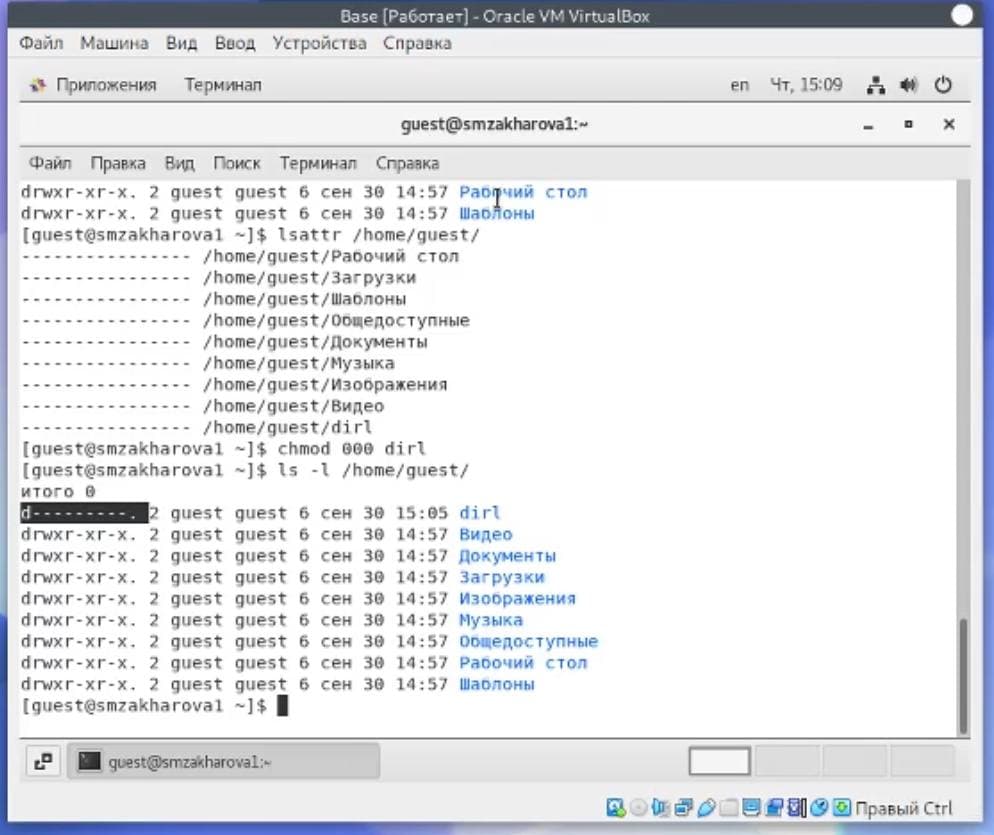 Base [Работает] - Oracle VM VirtualBox
Файл Машина Вид Ввод Устройства Справка
Приложения Терминал en Чт, 15:09
guest@smzakharova1:~
Файл Правка Вид Поиск Терминал Справка
drwxr-xr-x. 2 guest guest 6 сен 30 14:57 Рабочий стол
drwxr-xr-x. 2 guest guest 6 сен 30 14:57 Шаблоны
[guest@smzakharova1 ~]$ lsattr /home/guest/
---------------- /home/guest/Рабочий стол
---------------- /home/guest/Загрузки
---------------- /home/guest/Шаблоны
---------------- /home/guest/Общедоступные
---------------- /home/guest/Документы
---------------- /home/guest/Музыка
---------------- /home/guest/Изображения
---------------- /home/guest/Видео
---------------- /home/guest/dirl
[guest@smzakharova1 ~]$ chmod 000 dirl
[guest@smzakharova1 ~]$ ls -l /home/guest/
итого 0
d---------. 2 guest guest 6 сен 30 15:05 dirl
drwxr-xr-x. 2 guest guest 6 сен 30 14:57 Видео
drwxr-xr-x. 2 guest guest 6 сен 30 14:57 Документы
drwxr-xr-x. 2 guest guest 6 сен 30 14:57 Загрузки
drwxr-xr-x. 2 guest guest 6 сен 30 14:57 Изображения
drwxr-xr-x. 2 guest guest 6 сен 30 14:57 Музыка
drwxr-xr-x. 2 guest guest 6 сен 30 14:57 Общедоступные
drwxr-xr-x. 2 guest guest 6 сен 30 14:57 Рабочий стол
drwxr-xr-x. 2 guest guest 6 сен 30 14:57 Шаблоны
[guest@smzakharova1 ~]$
guest@smzakharova1:~
Правый Ctrl